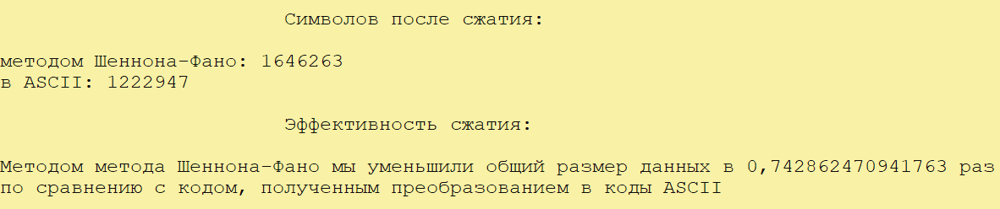 Символов после сжатия:
методом Шеннона-Фано: 1646263
в ASCII: 1222947
Эффективность сжатия:
Методом метода Шеннона-Фано мы уменьшили общий размер данных в 0,742862470941763 раз
по сравнению с кодом, полученным преобразованием в коды ASCII